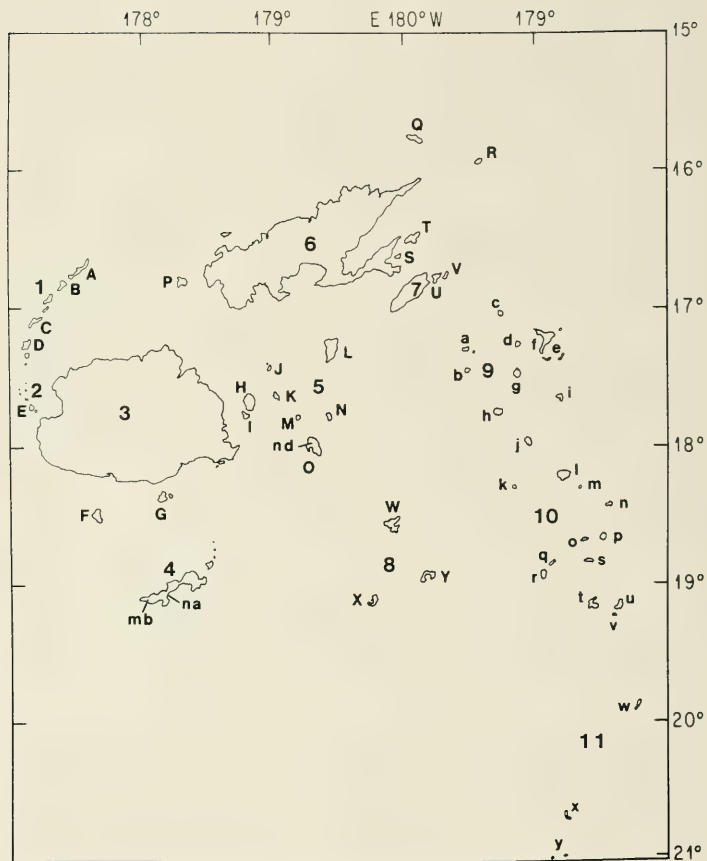 178° 179° E 180° W 179° 15°
Q
R
16°
T
6
S
A
1
P
V
B
7
U
17°
c
C
a
d
f
e
D
L
J
b
9
g
2
H
5
K
i
E
3
I
M
N
h
nd
j
18°
O
l
k
m
F
G
W
n
10
o
p
4
8
q
s
Y
r
na
X
t
u
mb
v
19°
w
20°
11
x
y
21°